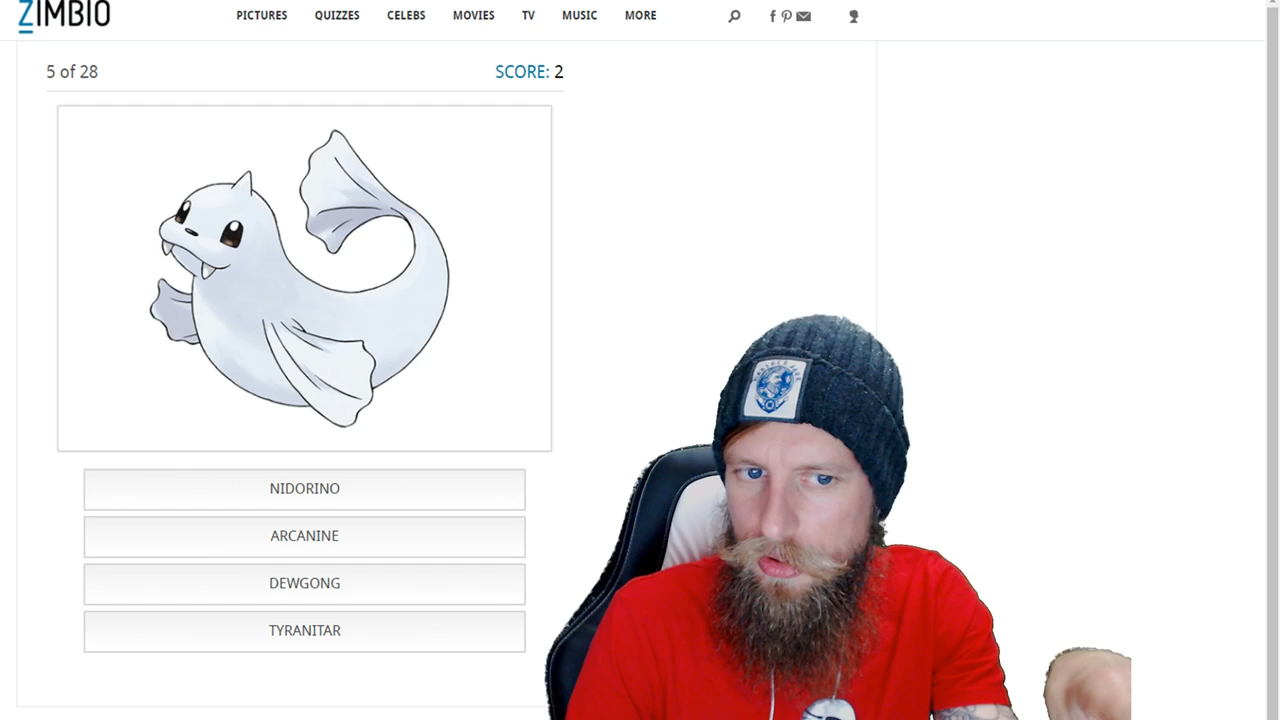 ZIMBIO
PICTURES QUIZZES CELEBS MOVIES TV MUSIC MORE
5 of 28 SCORE: 2
NIDORINO
ARCANINE
DEWGONG
TYRANITAR